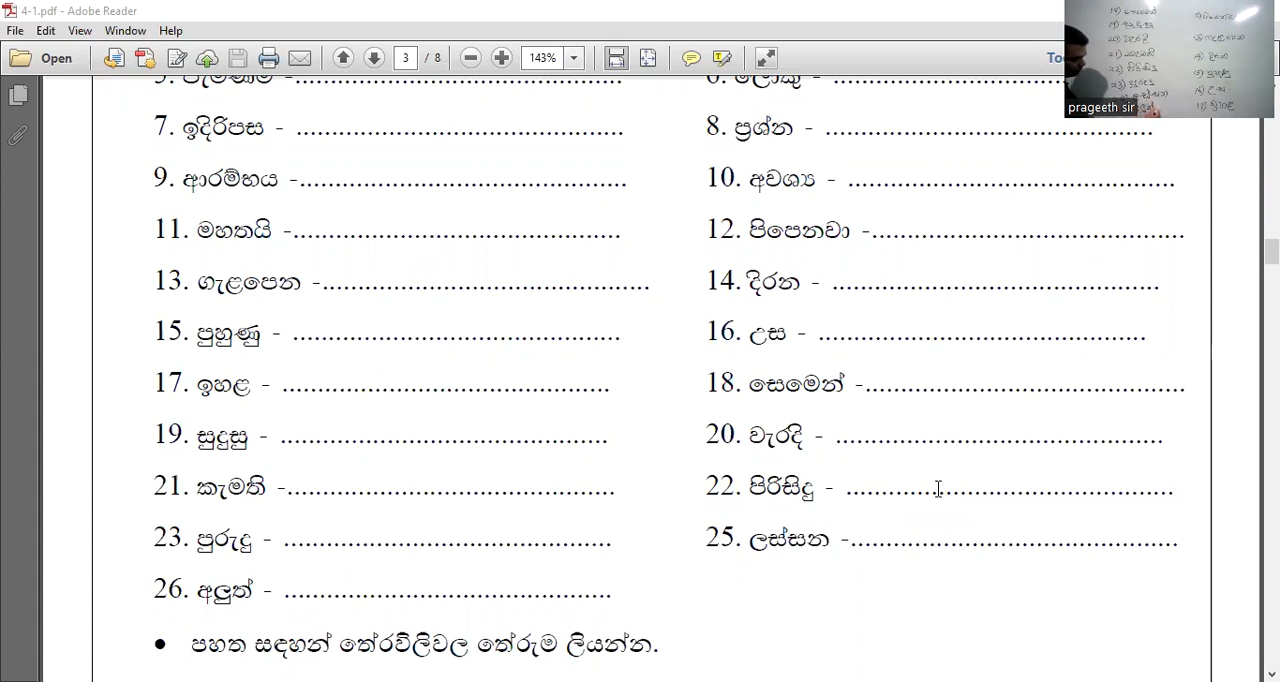 4-1.pdf - Adobe Reader
File Edit View Window Help
Open 3 / 8 143%
prageeth sir
5. පැමිණීම - ........................................
7. ඉදිරිපස - ........................................
8. ප්‍රශ්න - ........................................
9. ආරම්භය -........................................
10. අවශ්‍ය - ........................................
11. මහතයි -........................................
12. පිපෙනවා -........................................
13. ගැළපෙන -........................................
14. දිරන - ........................................
15. පුහුණු - ........................................
16. උස - ........................................
17. ඉහළ - ........................................
18. සෙමෙන් -........................................
19. සුදුසු - ........................................
20. වැරදි - ........................................
21. කැමති -........................................
22. පිරිසිදු - ........................................
23. පුරුදු - ........................................
25. ලස්සන -........................................
26. අලුත් - ........................................
• පහත සඳහන් තේරවිලිවල තේරුම ලියන්න.